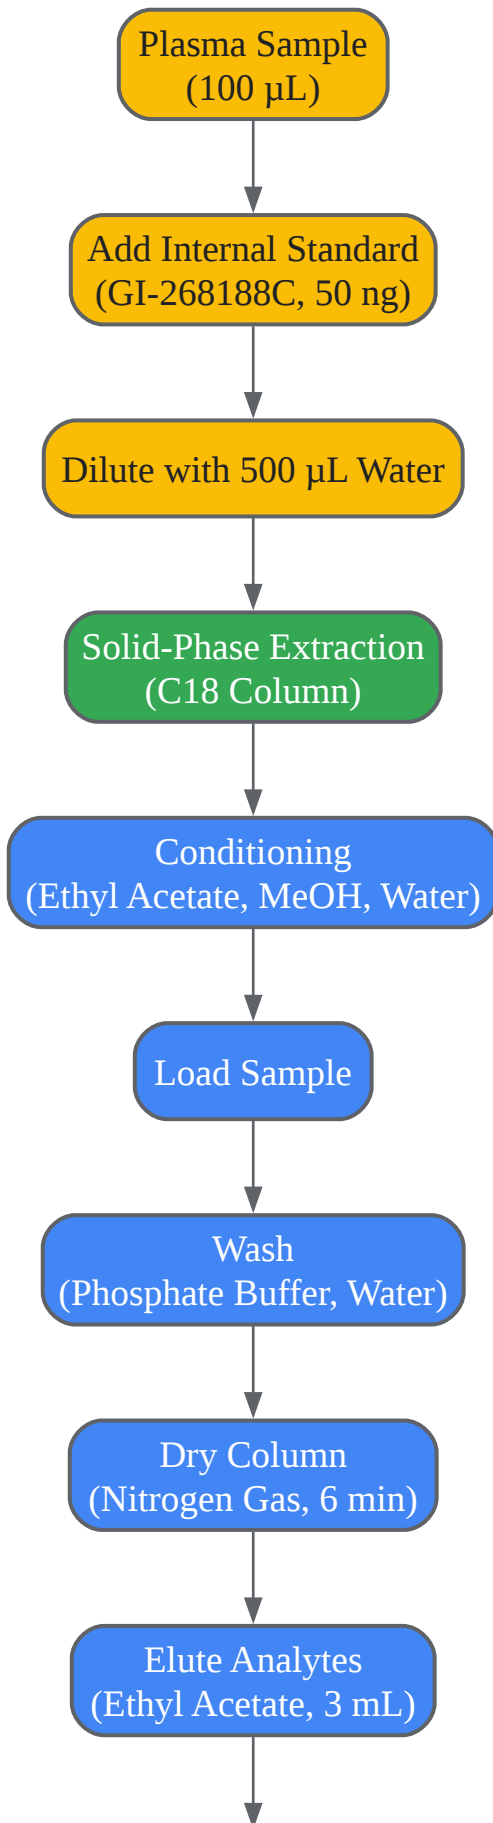 Plasma Sample
(100 µL)
Add Internal Standard
(GI-268188C, 50 ng)
Dilute with 500 µL Water
Solid-Phase Extraction
(C18 Column)
Conditioning
(Ethyl Acetate, MeOH, Water)
Load Sample
Wash
(Phosphate Buffer, Water)
Dry Column
(Nitrogen Gas, 6 min)
Elute Analytes
(Ethyl Acetate, 3 mL)